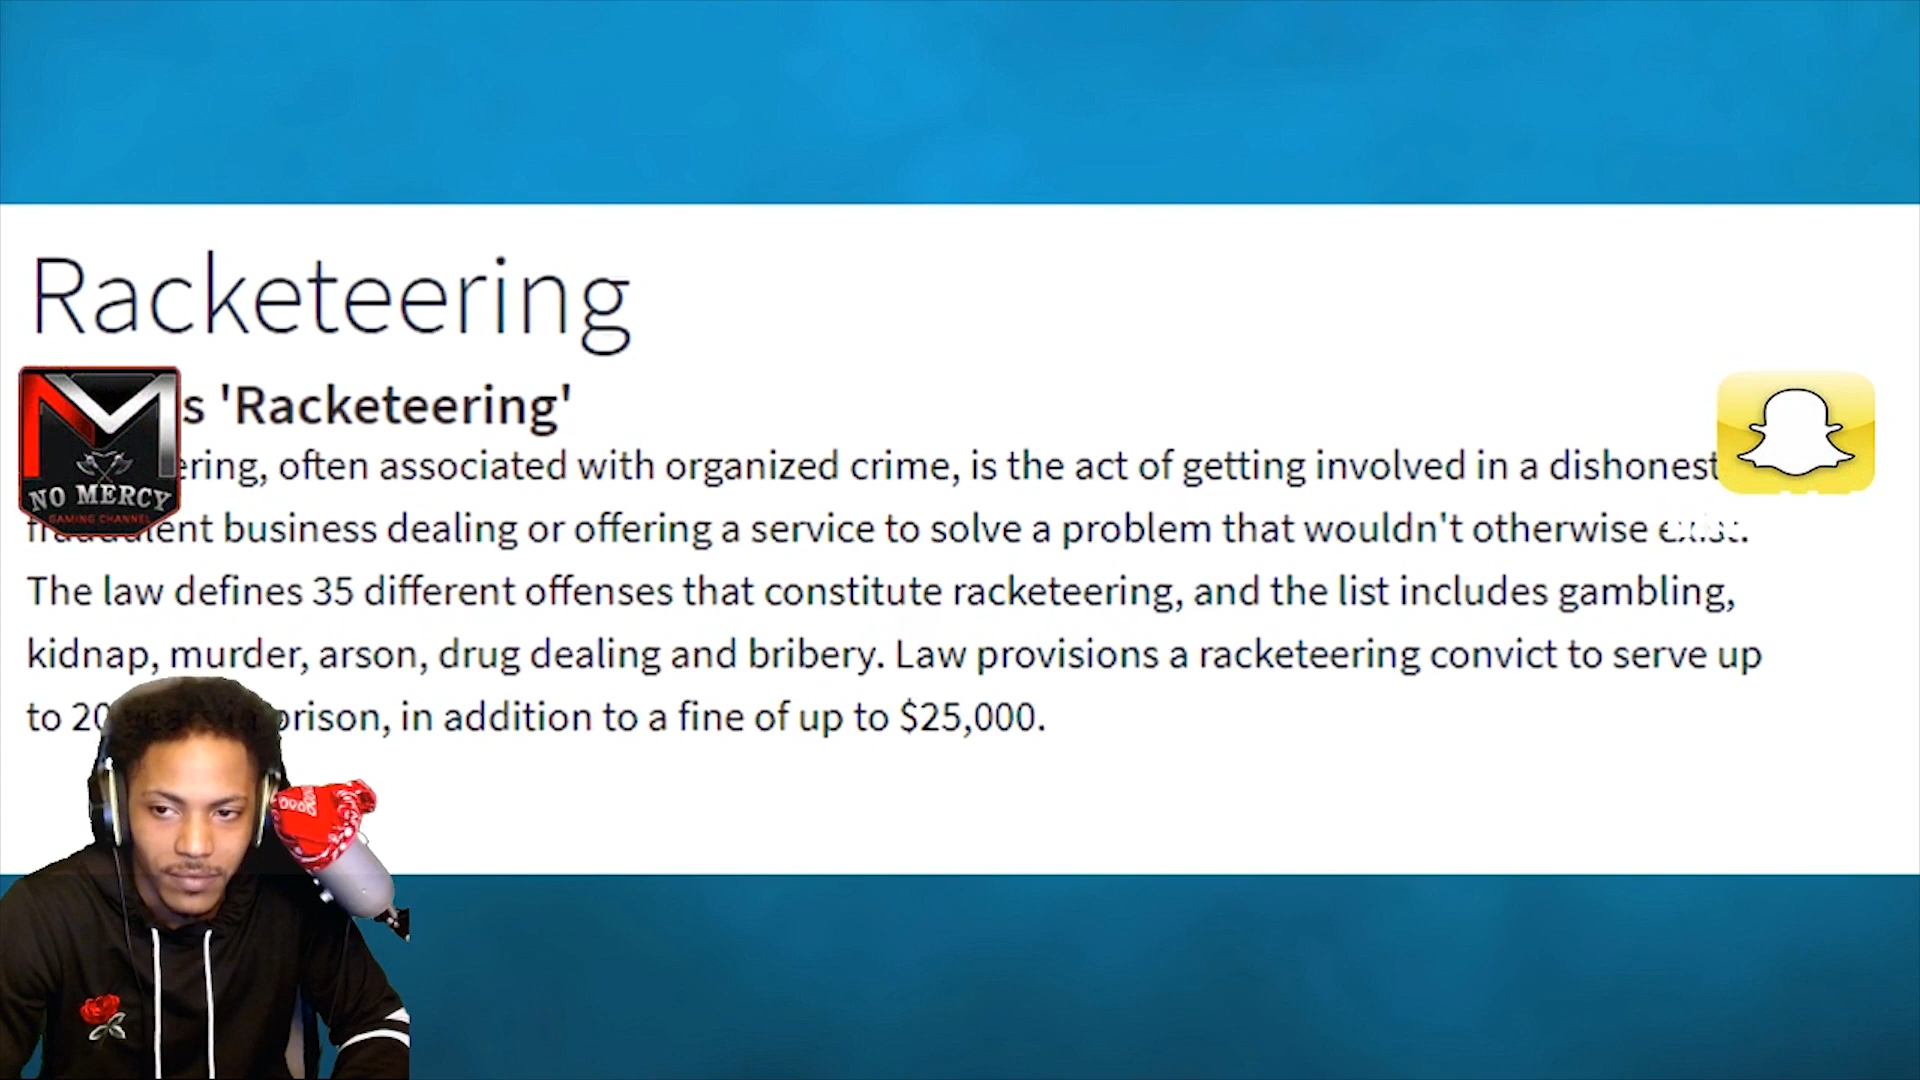 Racketeering
s 'Racketeering'
ering, often associated with organized crime, is the act of getting involved in a dishonest
business dealing or offering a service to solve a problem that wouldn't otherwise
The law defines 35 different offenses that constitute racketeering, and the list includes gambling,
kidnap, murder, arson, drug dealing and bribery. Law provisions a racketeering convict to serve up
to 20 prison, in addition to a fine of up to $25,000.
NO MERCY
GAMING CHANNEL